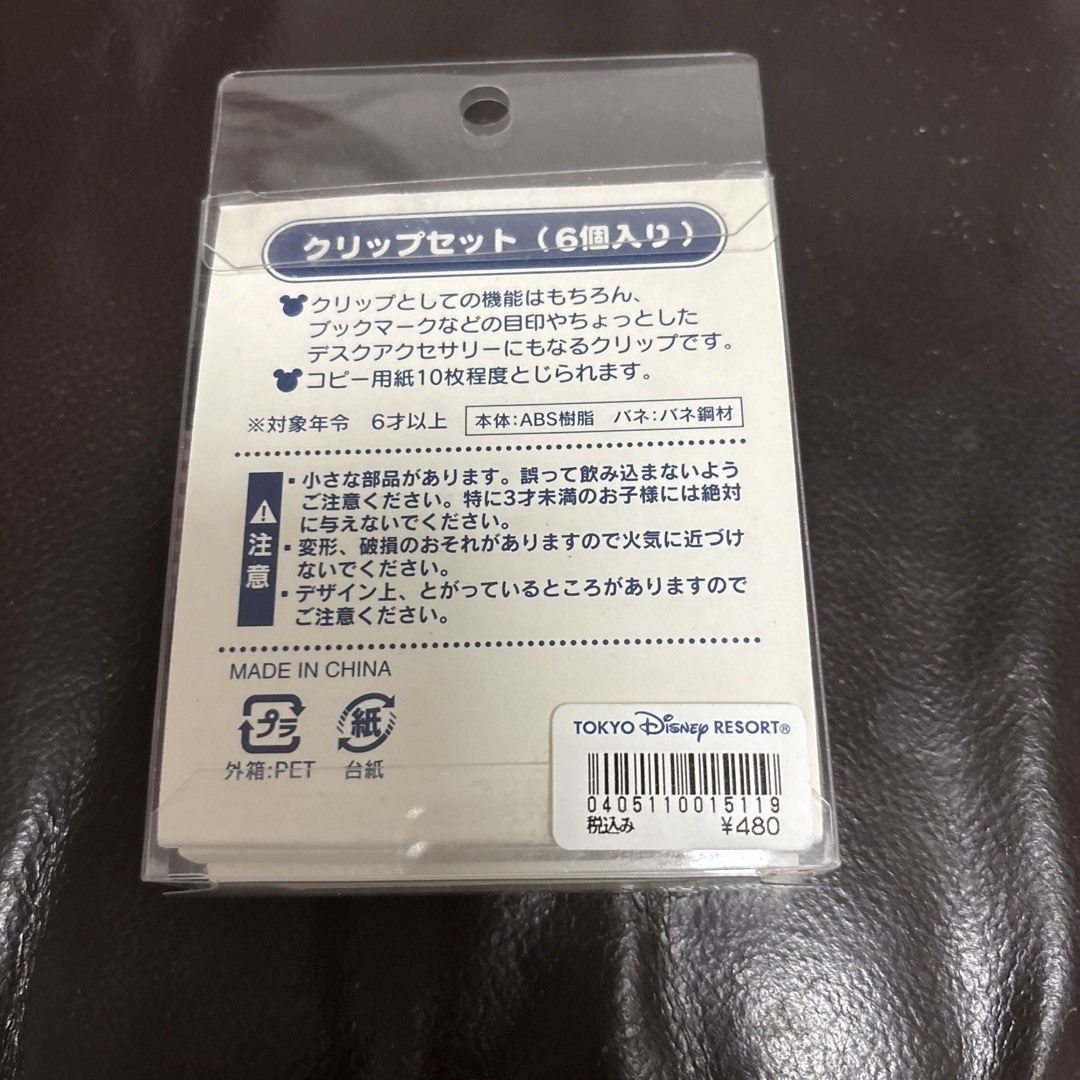 クリップセット（6個入り）
クリップとしての機能はもちろん、
ブックマークなどの目印やちょっとした
デスクアクセサリーにもなるクリップです。
コピー用紙10枚程度とじられます。
※対象年令　6才以上
本体:ABS樹脂　バネ:バネ鋼材
注意
・小さな部品があります。誤って飲み込まないよう
ご注意ください。特に3才未満のお子様には絶対
に与えないでください。
・変形、破損のおそれがありますので火気に近づけ
ないでください。
・デザイン上、とがっているところがありますので
ご注意ください。
MADE IN CHINA
プラ 紙
外箱:PET 台紙
TOKYO Disney RESORT®
0405110015119
税込み ¥480